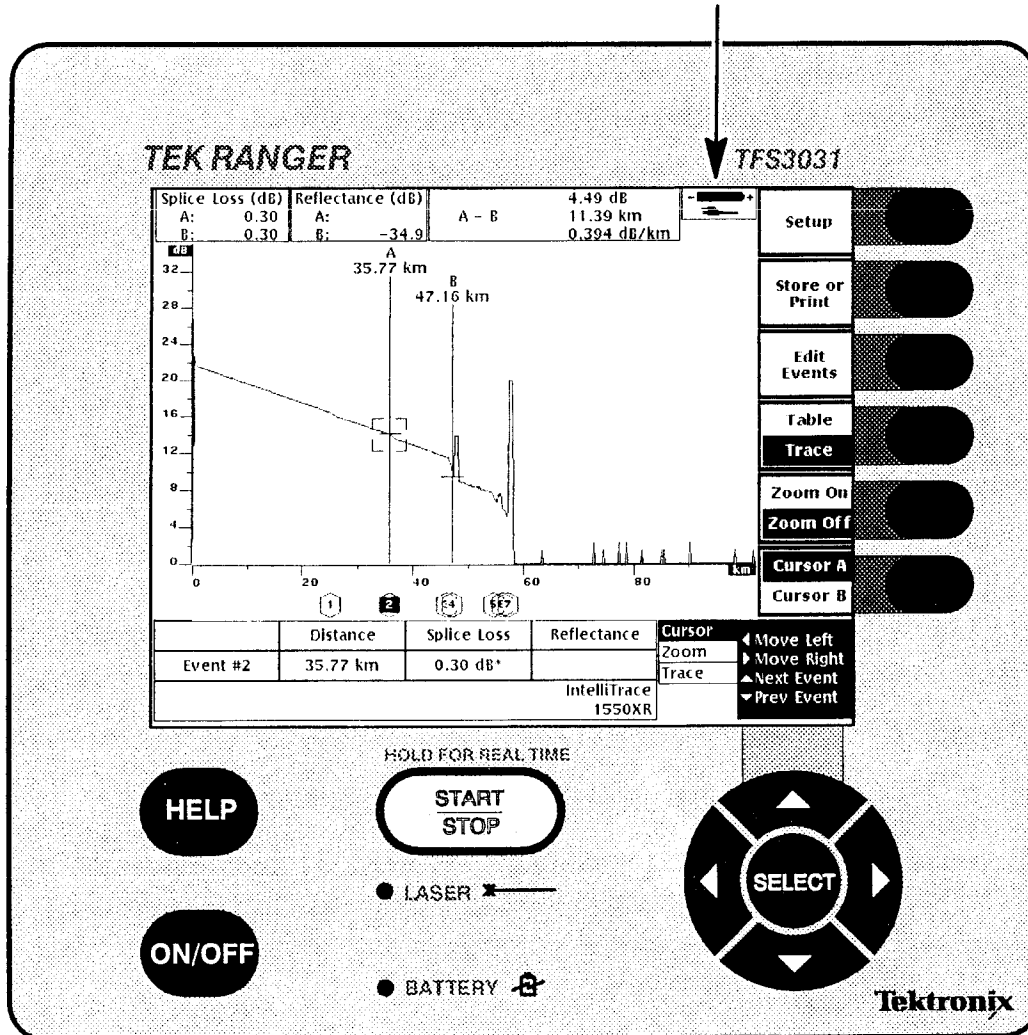 TEK RANGER
TFS3031
Splice Loss (dB)
A: 0.30
B: 0.30
Reflectance (dB)
A:
B: -34.9
A - B
4.49 dB
11.39 km
0.394 dB/km
- +
Setup
Store or
Print
Edit
Events
Table
Trace
Zoom On
Zoom Off
Cursor A
Cursor B
dB
A
35.77 km
B
47.16 km
32
28
24
20
16
12
8
4
0
0 20 40 60 80 km
1 2 4 7
Distance Splice Loss Reflectance
Event #2 35.77 km 0.30 dB*
IntelliTrace
1550XR
Cursor
Zoom
Trace
Move Left
Move Right
Next Event
Prev Event
HOLD FOR REAL TIME
START
STOP
HELP
LASER
SELECT
ON/OFF
BATTERY
Tektronix